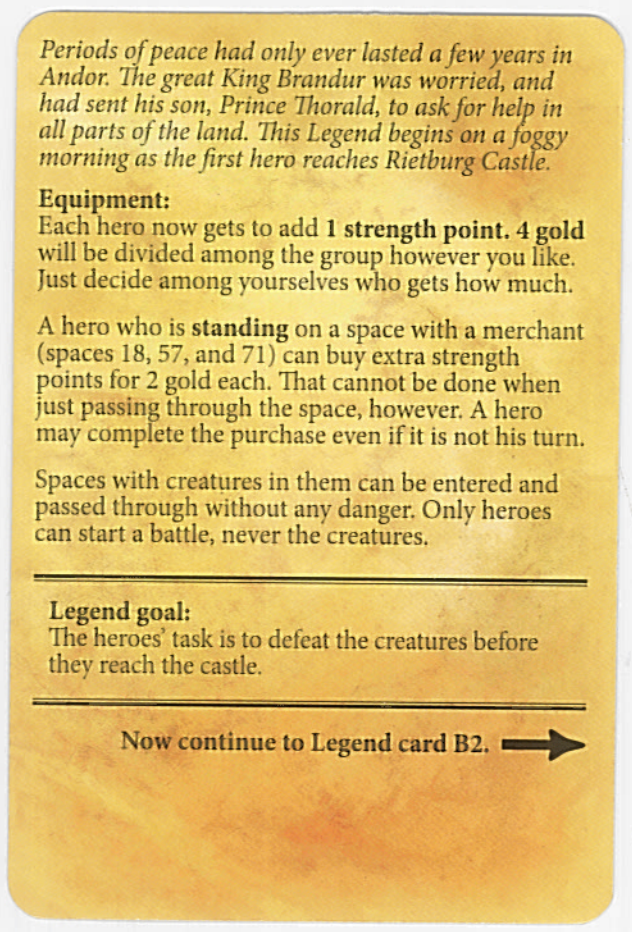 Periods of peace had only ever lasted a few years in
Andor. The great King Brandur was worried, and
had sent his son, Prince Thorald, to ask for help in
all parts of the land. This Legend begins on a foggy
morning as the first hero reaches Rietburg Castle.
Equipment:
Each hero now gets to add 1 strength point. 4 gold
will be divided among the group however you like.
Just decide among yourselves who gets how much.
A hero who is standing on a space with a merchant
(spaces 18, 57, and 71) can buy extra strength
points for 2 gold each. That cannot be done when
just passing through the space, however. A hero
may complete the purchase even if it is not his turn.
Spaces with creatures in them can be entered and
passed through without any danger. Only heroes
can start a battle, never the creatures.
Legend goal:
The heroes' task is to defeat the creatures before
they reach the castle.
Now continue to Legend card B2.